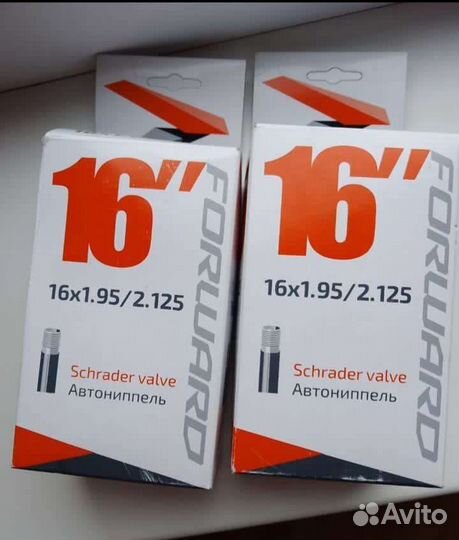 16"
16x1.95/2.125
Schrader valve
Автониппель
FORWARD
16"
16x1.95/2.125
Schrader valve
Автониппель
FORWARD
Avito